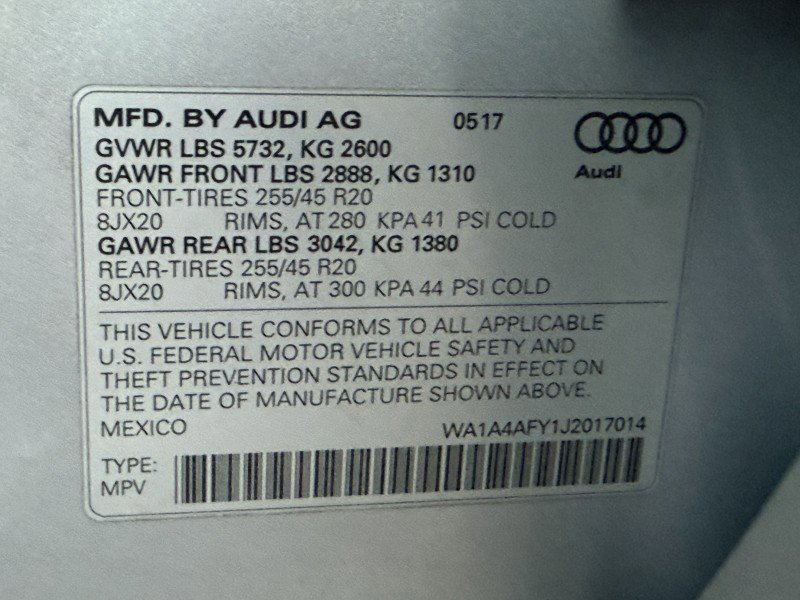 MFD. BY AUDI AG 0517
GVWR LBS 5732, KG 2600
GAWR FRONT LBS 2888, KG 1310
FRONT-TIRES 255/45 R20
8JX20 RIMS, AT 280 KPA 41 PSI COLD
GAWR REAR LBS 3042, KG 1380
REAR-TIRES 255/45 R20
8JX20 RIMS, AT 300 KPA 44 PSI COLD
Audi
THIS VEHICLE CONFORMS TO ALL APPLICABLE
U.S. FEDERAL MOTOR VEHICLE SAFETY AND
THEFT PREVENTION STANDARDS IN EFFECT ON
THE DATE OF MANUFACTURE SHOWN ABOVE.
MEXICO WA1A4AFY1J2017014
TYPE:
MPV